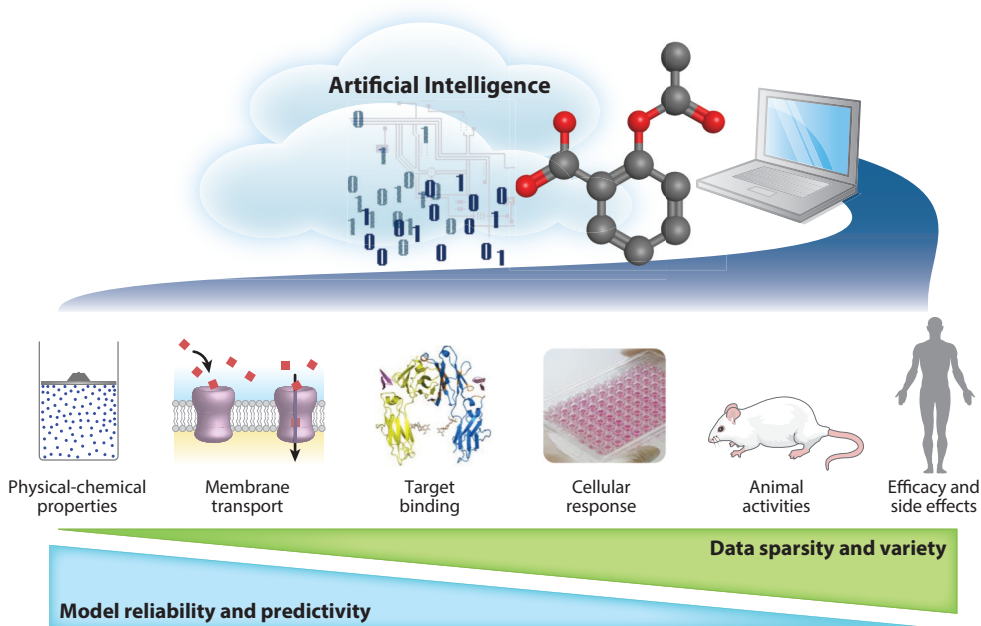 Artificial Intelligence
Physical-chemical
properties
Membrane
transport
Target
binding
Cellular
response
Animal
activities
Efficacy and
side effects
Data sparsity and variety
Model reliability and predictivity